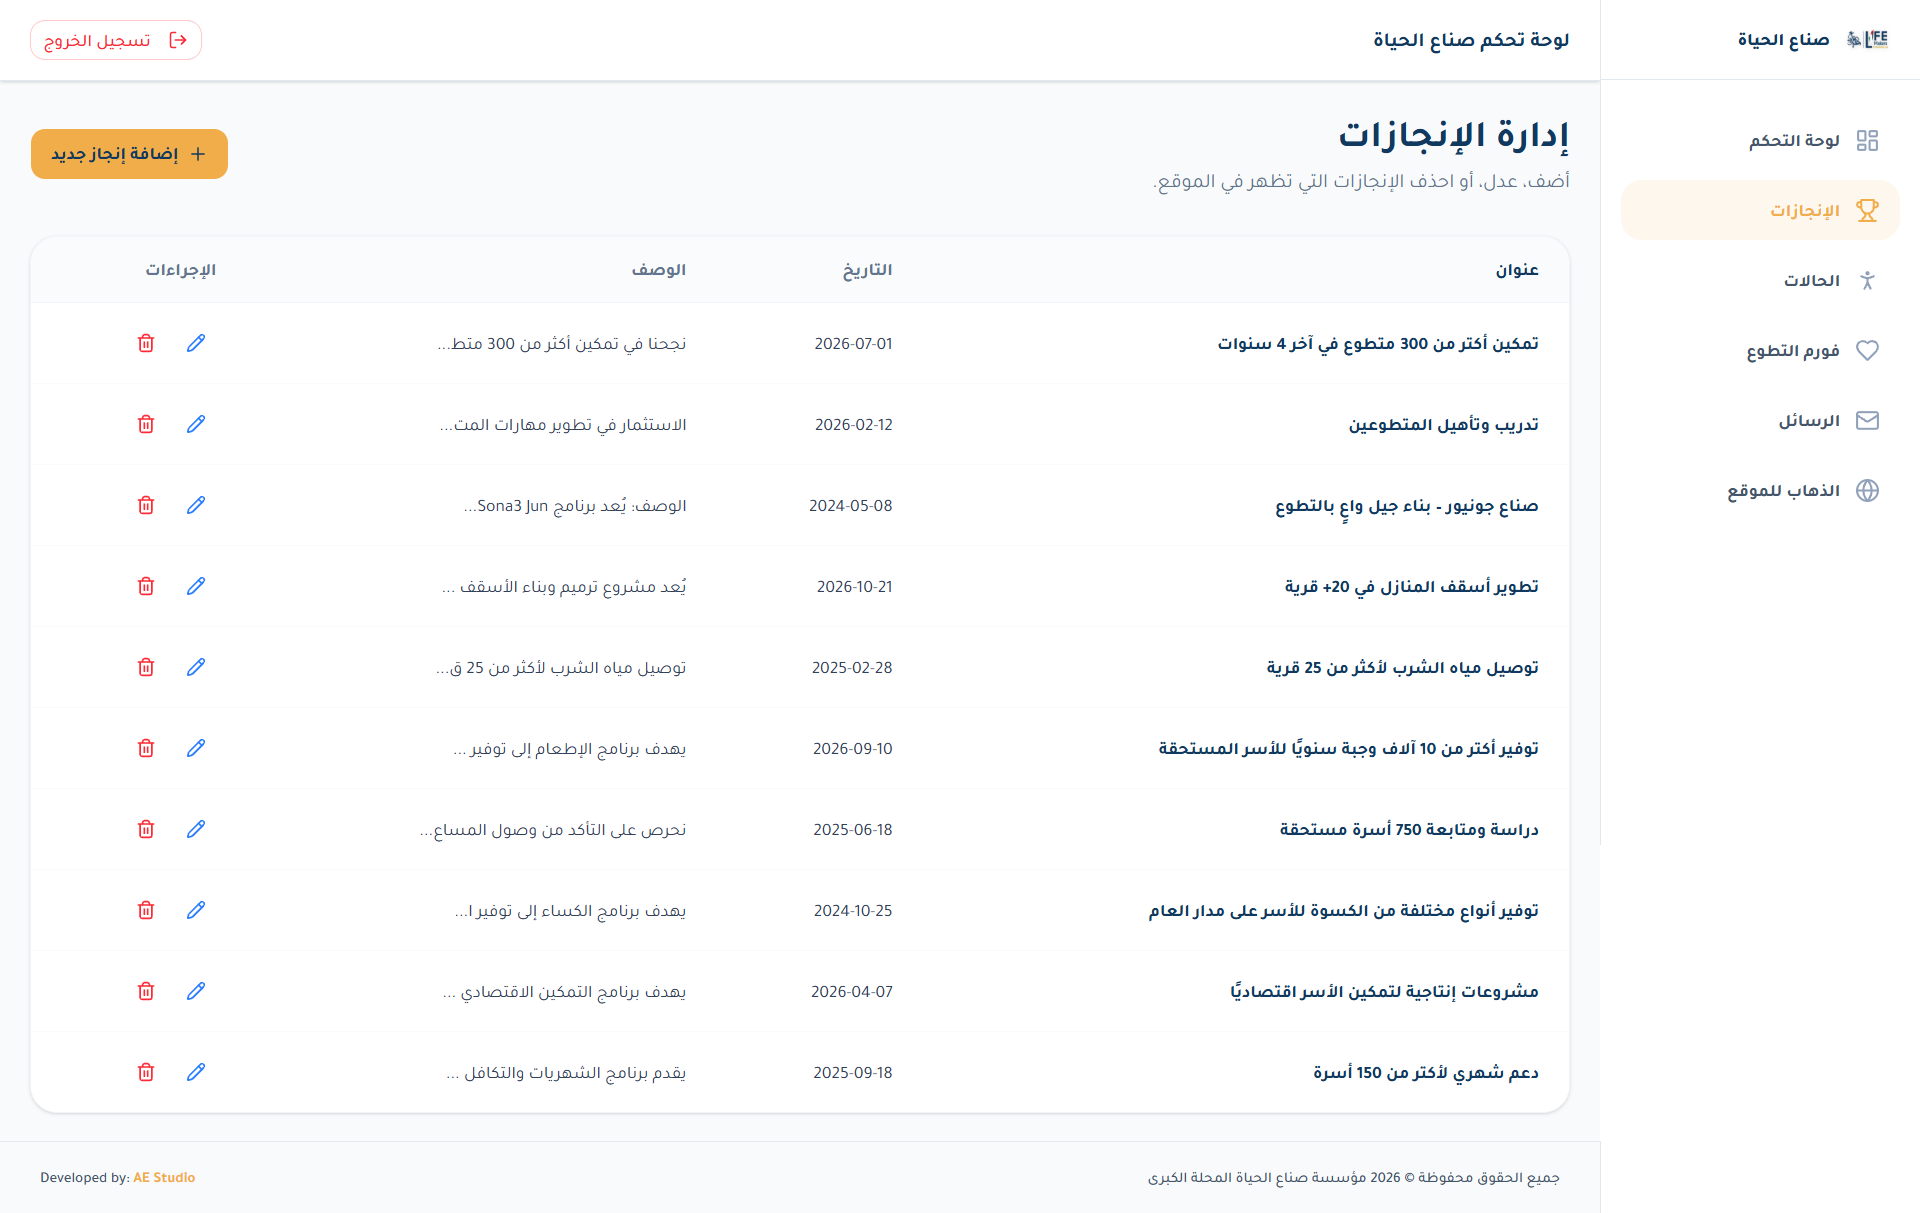 صناع الحياة
لوحة تحكم صناع الحياة
تسجيل الخروج
لوحة التحكم
الإنجازات
الحالات
فورم التطوع
الرسائل
الذهاب للموقع
إدارة الإنجازات
أضف، عدل، أو احذف الإنجازات التي تظهر في الموقع.
إضافة إنجاز جديد
عنوان التاريخ الوصف الإجراءات
تمكين أكتر من 300 متطوع في آخر 4 سنوات 2026-07-01 نجحنا في تمكين أكثر من 300 متط...
تدريب وتأهيل المتطوعين 2026-02-12 الاستثمار في تطوير مهارات المت...
صناع جونيور - بناء جيل واعٍ بالتطوع 2024-05-08 الوصف: يُعد برنامج Sona3 Jun...
تطوير أسقف المنازل في 20+ قرية 2026-10-21 يُعد مشروع ترميم وبناء الأسقف ...
توصيل مياه الشرب لأكثر من 25 قرية 2025-02-28 توصيل مياه الشرب لأكثر من 25 ق...
توفير أكتر من 10 آلاف وجبة سنويًا للأسر المستحقة 2026-09-10 يهدف برنامج الإطعام إلى توفير ...
دراسة ومتابعة 750 أسرة مستحقة 2025-06-18 نحرص على التأكد من وصول المساع...
توفير أنواع مختلفة من الكسوة للأسر على مدار العام 2024-10-25 يهدف برنامج الكساء إلى توفير ا...
مشروعات إنتاجية لتمكين الأسر اقتصاديًا 2026-04-07 يهدف برنامج التمكين الاقتصادي ...
دعم شهري لأكتر من 150 أسرة 2025-09-18 يقدم برنامج الشهريات والتكافل ...
جميع الحقوق محفوظة © 2026 مؤسسة صناع الحياة المحلة الكبرى
Developed by: AE Studio